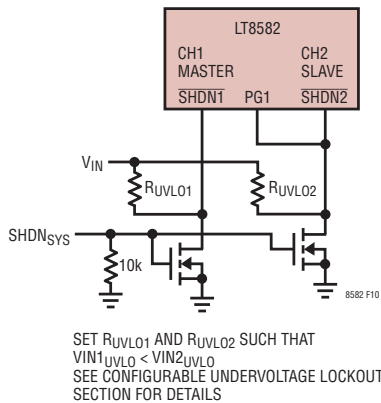 LT8582
CH1 CH2
MASTER SLAVE
SHDN1 PG1 SHDN2
VIN
RUVLO1 RUVLO2
SHDNSYS
10k
8582 F10
SET RUVLO1 AND RUVLO2 SUCH THAT
VIN1UVLO < VIN2UVLO
SEE CONFIGURABLE UNDERVOLTAGE LOCKOUT
SECTION FOR DETAILS